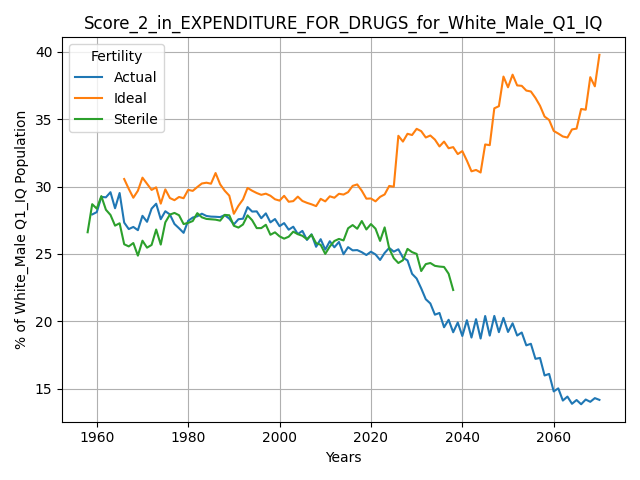 Score_2_in_EXPENDITURE_FOR_DRUGS_for_White_Male_Q1_IQ
Fertility
Actual
Ideal
Sterile
% of White_Male Q1_IQ Population
40
35
30
25
20
15
1960
1980
2000
2020
2040
2060
Years